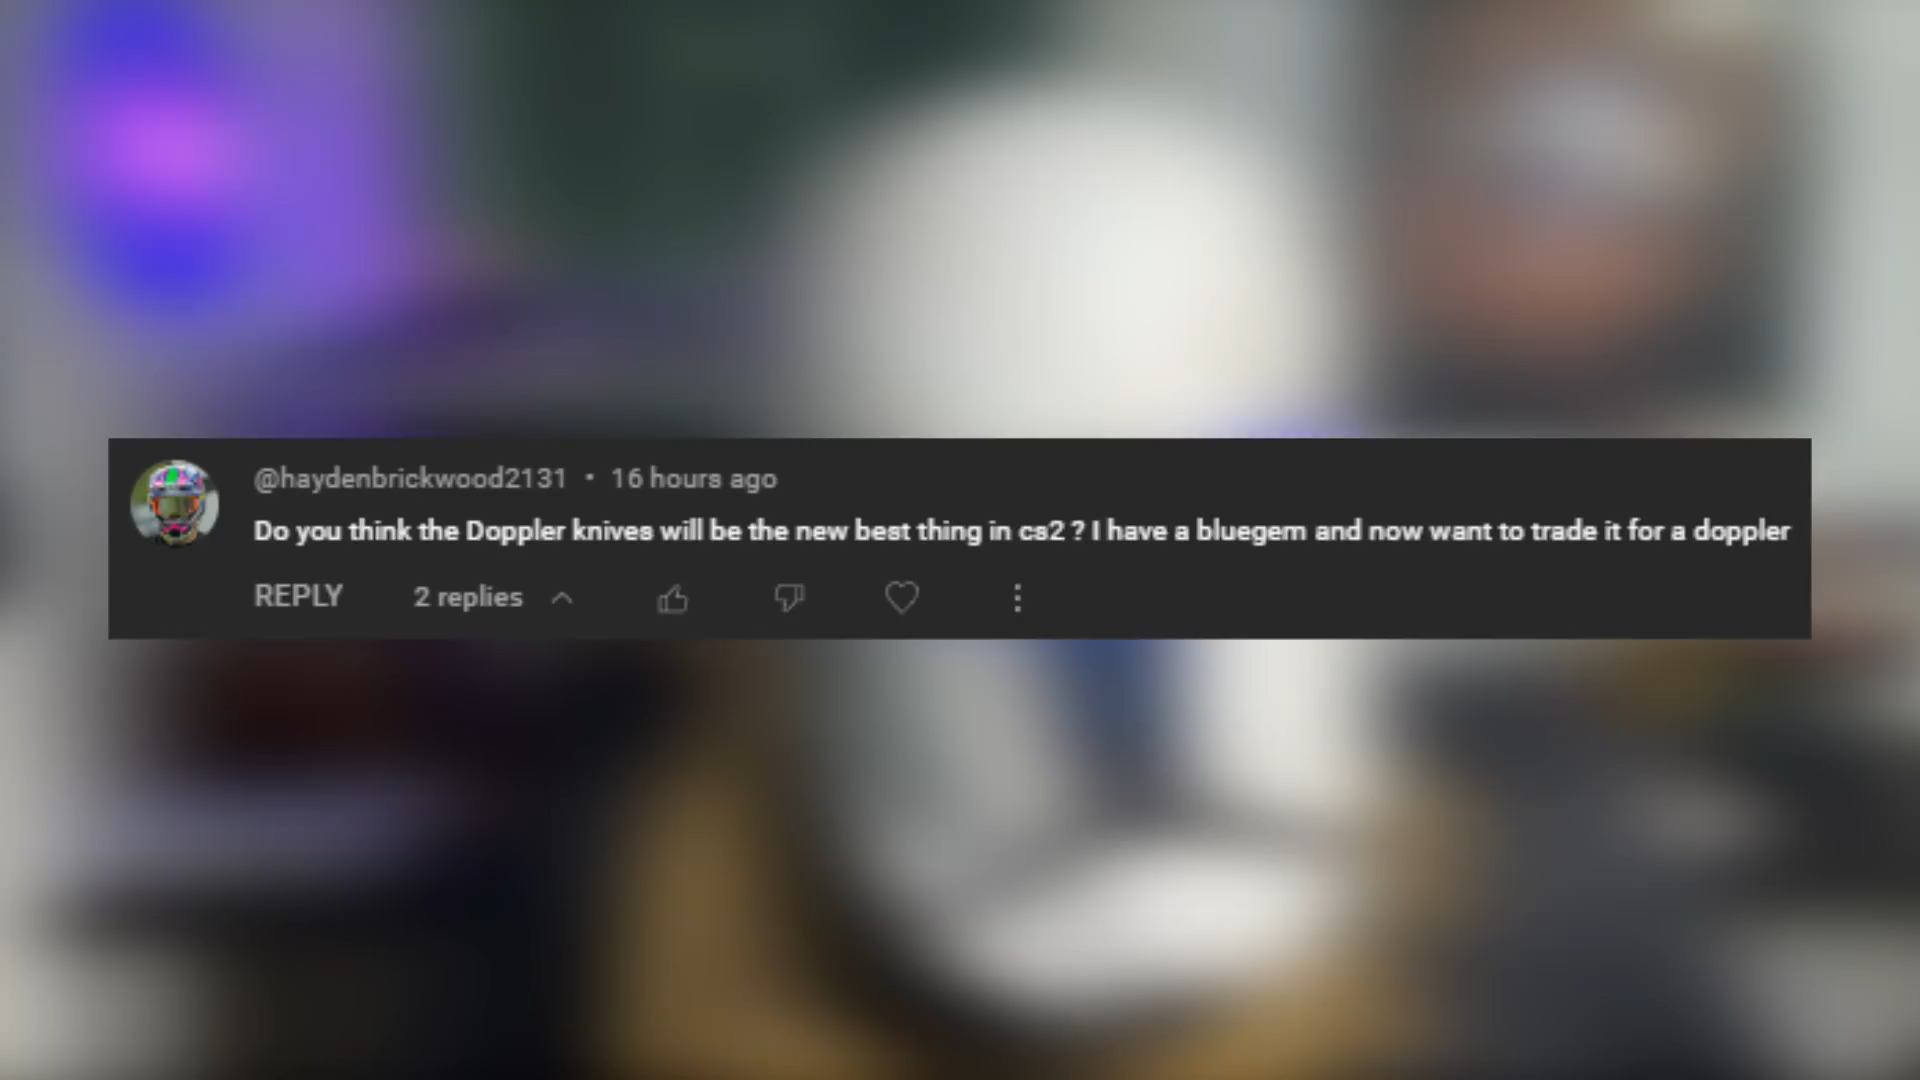 @haydenbrickwood2131 • 16 hours ago
Do you think the Doppler knives will be the new best thing in cs2 ? I have a bluegem and now want to trade it for a doppler
REPLY 2 replies